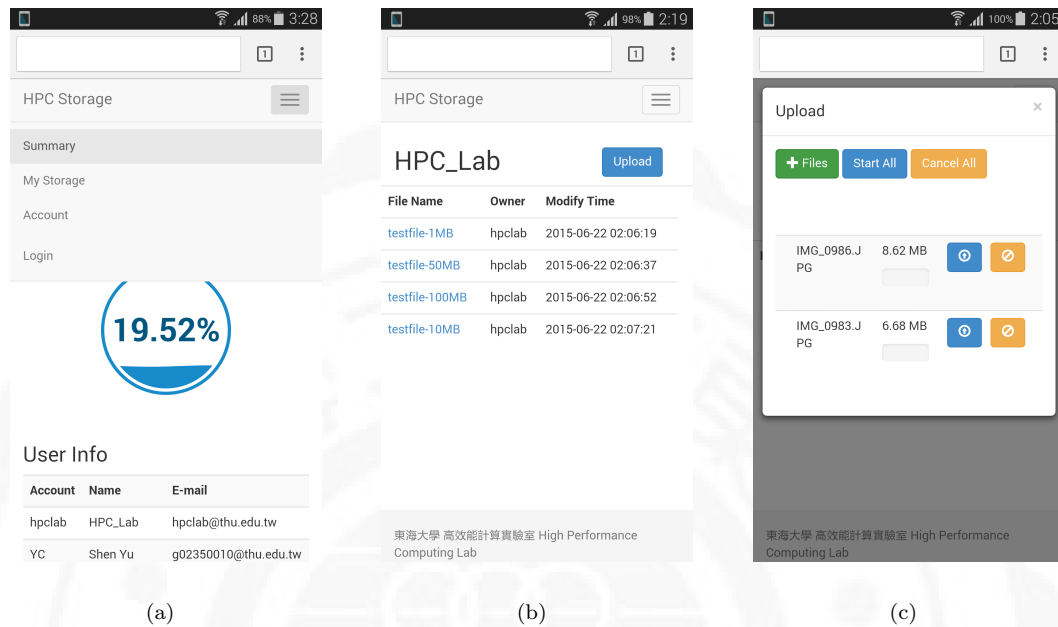 88% 3:28
1
HPC Storage
Summary
My Storage
Account
Login
19.52%
User Info
Account Name E-mail
hpclab HPC_Lab hpclab@thu.edu.tw
YC Shen Yu g02350010@thu.edu.tw
(a)
98% 2:19
1
HPC Storage
HPC_Lab Upload
File Name Owner Modify Time
testfile-1MB hpclab 2015-06-22 02:06:19
testfile-50MB hpclab 2015-06-22 02:06:37
testfile-100MB hpclab 2015-06-22 02:06:52
testfile-10MB hpclab 2015-06-22 02:07:21
東海大學 高效能計算實驗室 High Performance
Computing Lab
(b)
100% 2:05
1
Upload ×
+ Files Start All Cancel All
IMG_0986.J 8.62 MB
PG
IMG_0983.J 6.68 MB
PG
東海大學 高效能計算實驗室 High Performance
Computing Lab
(c)